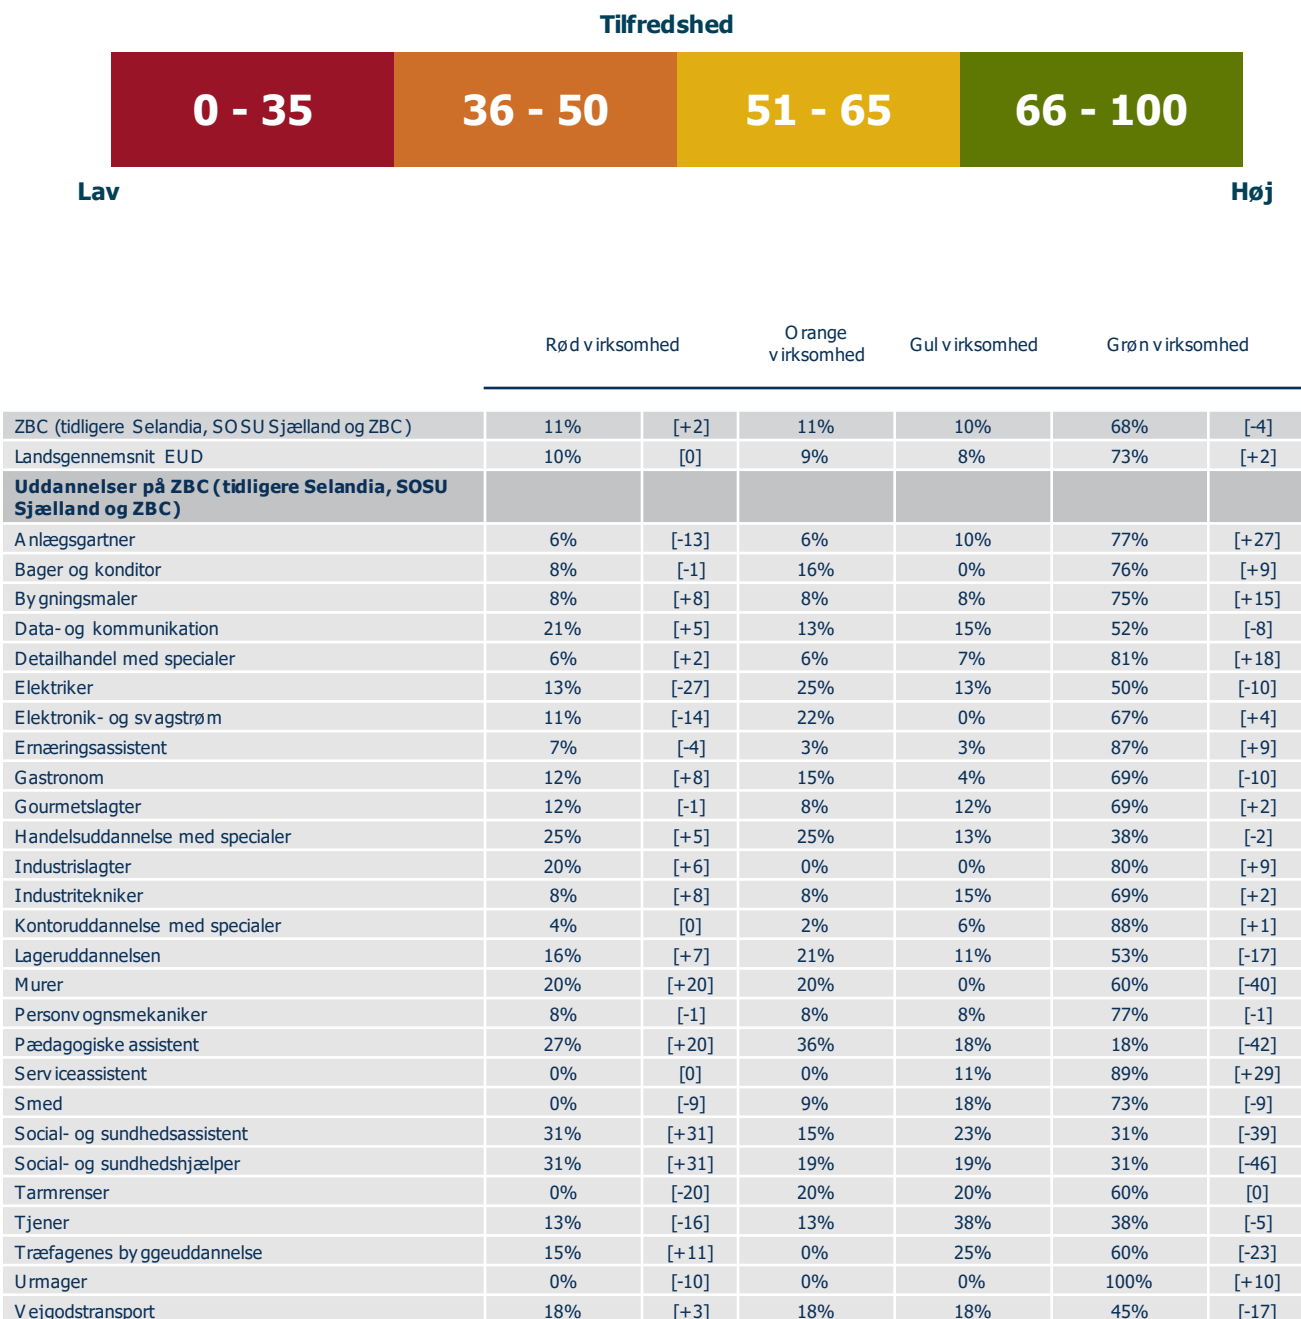 Tilfredshed
0 - 35 36 - 50 51 - 65 66 - 100
Lav Høj
Rød virksomhed Orange virksomhed Gul virksomhed Grøn virksomhed
ZBC (tidligere Selandia, SOSU Sjælland og ZBC) 11% [+2] 11% 10% 68% [-4]
Landsgennemsnit EUD 10% [0] 9% 8% 73% [+2]
Uddannelser på ZBC (tidligere Selandia, SOSU
Sjælland og ZBC)
Anlægsgartner 6% [-13] 6% 10% 77% [+27]
Bager og konditor 8% [-1] 16% 0% 76% [+9]
Bygningsmaler 8% [+8] 8% 8% 75% [+15]
Data- og kommunikation 21% [+5] 13% 15% 52% [-8]
Detailhandel med specialer 6% [+2] 6% 7% 81% [+18]
Elektriker 13% [-27] 25% 13% 50% [-10]
Elektronik- og svagstrøm 11% [-14] 22% 0% 67% [+4]
Ernæringsassistent 7% [-4] 3% 3% 87% [+9]
Gastronom 12% [+8] 15% 4% 69% [-10]
Gourmetslagter 12% [-1] 8% 12% 69% [+2]
Handelsuddannelse med specialer 25% [+5] 25% 13% 38% [-2]
Industrislagter 20% [+6] 0% 0% 80% [+9]
Industritekniker 8% [+8] 8% 15% 69% [+2]
Kontoruddannelse med specialer 4% [0] 2% 6% 88% [+1]
Lageruddannelsen 16% [+7] 21% 11% 53% [-17]
Murer 20% [+20] 20% 0% 60% [-40]
Personvognsmekaniker 8% [-1] 8% 8% 77% [-1]
Pædagogiske assistent 27% [+20] 36% 18% 18% [-42]
Serviceassistent 0% [0] 0% 11% 89% [+29]
Smed 0% [-9] 9% 18% 73% [-9]
Social- og sundhedsassistent 31% [+31] 15% 23% 31% [-39]
Social- og sundhedshjælper 31% [+31] 19% 19% 31% [-46]
Tarmrenser 0% [-20] 20% 20% 60% [0]
Tjener 13% [-16] 13% 38% 38% [-5]
Træfagenes byggeuddannelse 15% [+11] 0% 25% 60% [-23]
Urmager 0% [-10] 0% 0% 100% [+10]
Vejgodstransport 18% [+3] 18% 18% 45% [-17]